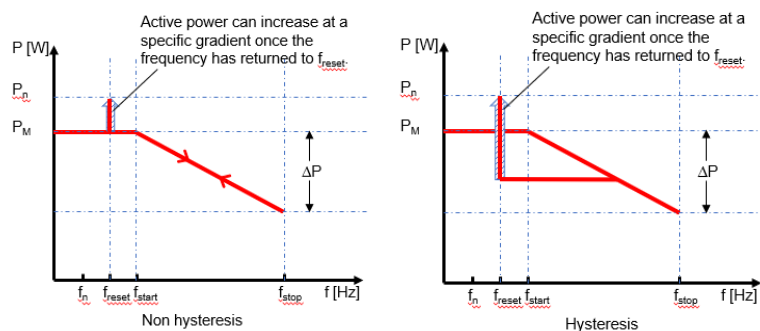 Active power can increase at a
specific gradient once the
frequency has returned to freset.
P [W]
Pn
PM
ΔP
fn freset fstart fstop f [Hz]
Non hysteresis
Active power can increase at a
specific gradient once the
frequency has returned to freset.
P [W]
Pn
PM
ΔP
fn freset fstart fstop f [Hz]
Hysteresis